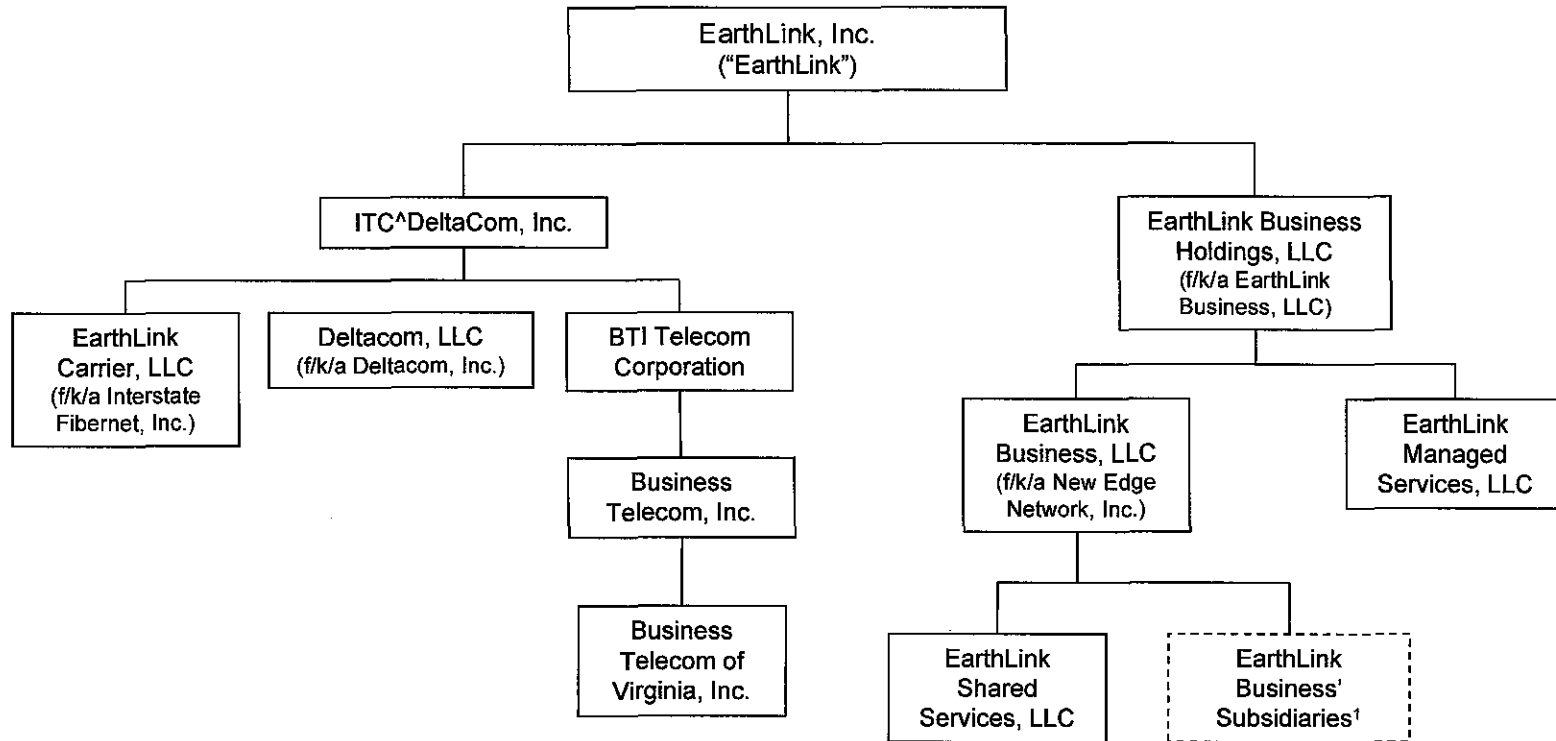 EarthLink, Inc.
("EarthLink")
ITC^DeltaCom, Inc.
EarthLink Business
Holdings, LLC
(f/k/a EarthLink
Business, LLC)
EarthLink
Carrier, LLC
(f/k/a Interstate
Fibernet, Inc.)
Deltacom, LLC
(f/k/a Deltacom, Inc.)
BTI Telecom
Corporation
EarthLink
Business, LLC
(f/k/a New Edge
Network, Inc.)
EarthLink
Managed
Services, LLC
Business
Telecom, Inc.
Business
Telecom of
Virginia, Inc.
EarthLink
Shared
Services, LLC
EarthLink
Business'
Subsidiaries¹